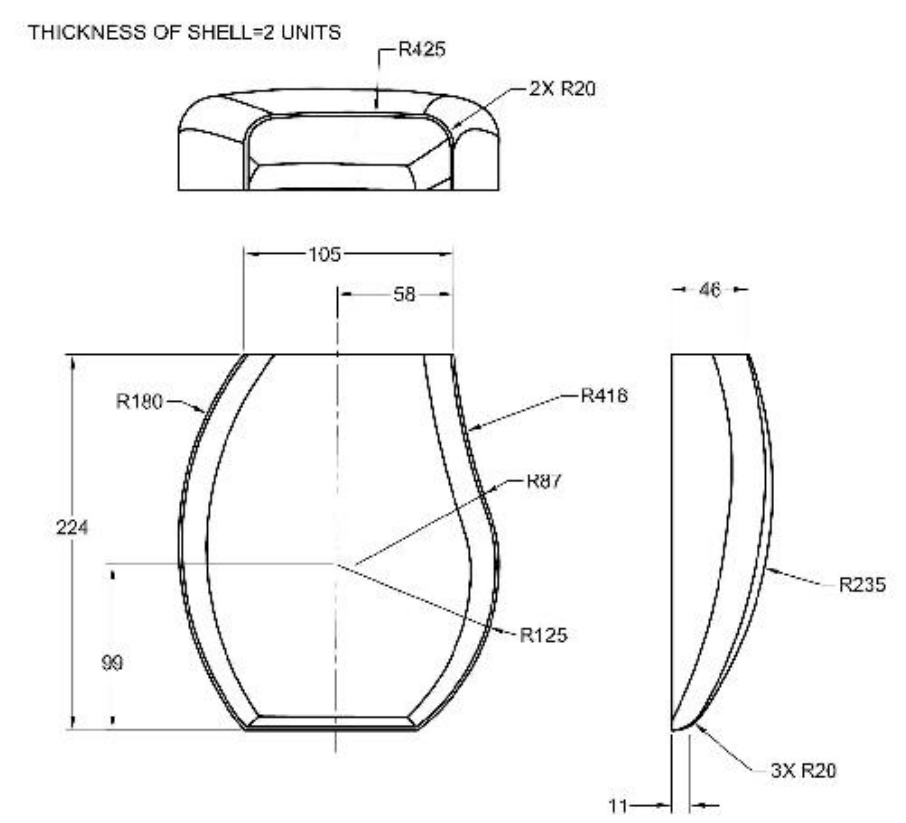 THICKNESS OF SHELL=2 UNITS
R425
2X R20
105
58
46
R180
R418
R87
224
R235
R125
99
3X R20
11